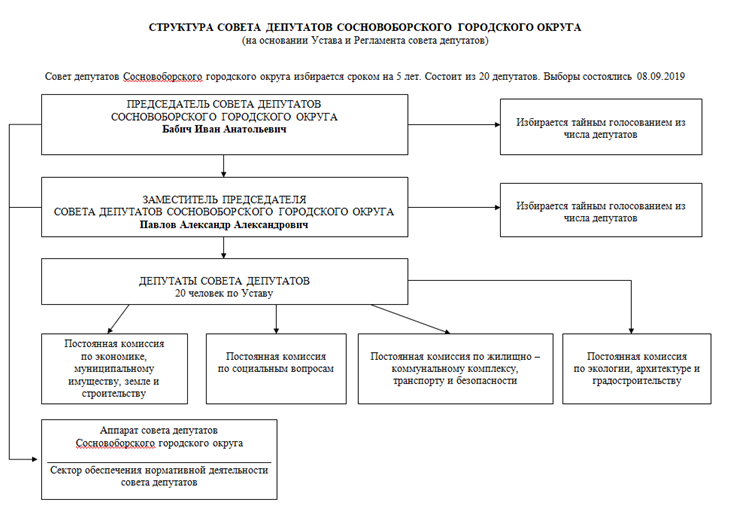 СТРУКТУРА СОВЕТА ДЕПУТАТОВ СОСНОВОБОРСКОГО ГОРОДСКОГО ОКРУГА
(на основании Устава и Регламента совета депутатов)
Совет депутатов Сосновоборского городского округа избирается сроком на 5 лет. Состоит из 20 депутатов. Выборы состоялись 08.09.2019
ПРЕДСЕДАТЕЛЬ СОВЕТА ДЕПУТАТОВ
СОСНОВОБОРСКОГО ГОРОДСКОГО ОКРУГА
Бабич Иван Анатольевич
Избирается тайным голосованием из
числа депутатов
ЗАМЕСТИТЕЛЬ ПРЕДСЕДАТЕЛЯ
СОВЕТА ДЕПУТАТОВ СОСНОВОБОРСКОГО ГОРОДСКОГО ОКРУГА
Павлов Александр Александрович
Избирается тайным голосованием из
числа депутатов
ДЕПУТАТЫ СОВЕТА ДЕПУТАТОВ
20 человек по Уставу
Постоянная комиссия
по экономике,
муниципальному
имуществу, земле и
строительству
Постоянная комиссия
по социальным вопросам
Постоянная комиссия по жилищно –
коммунальному комплексу,
транспорту и безопасности
Постоянная комиссия
по экологии, архитектуре и
градостроительству
Аппарат совета депутатов
Сосновоборского городского округа
Сектор обеспечения нормативной деятельности
совета депутатов